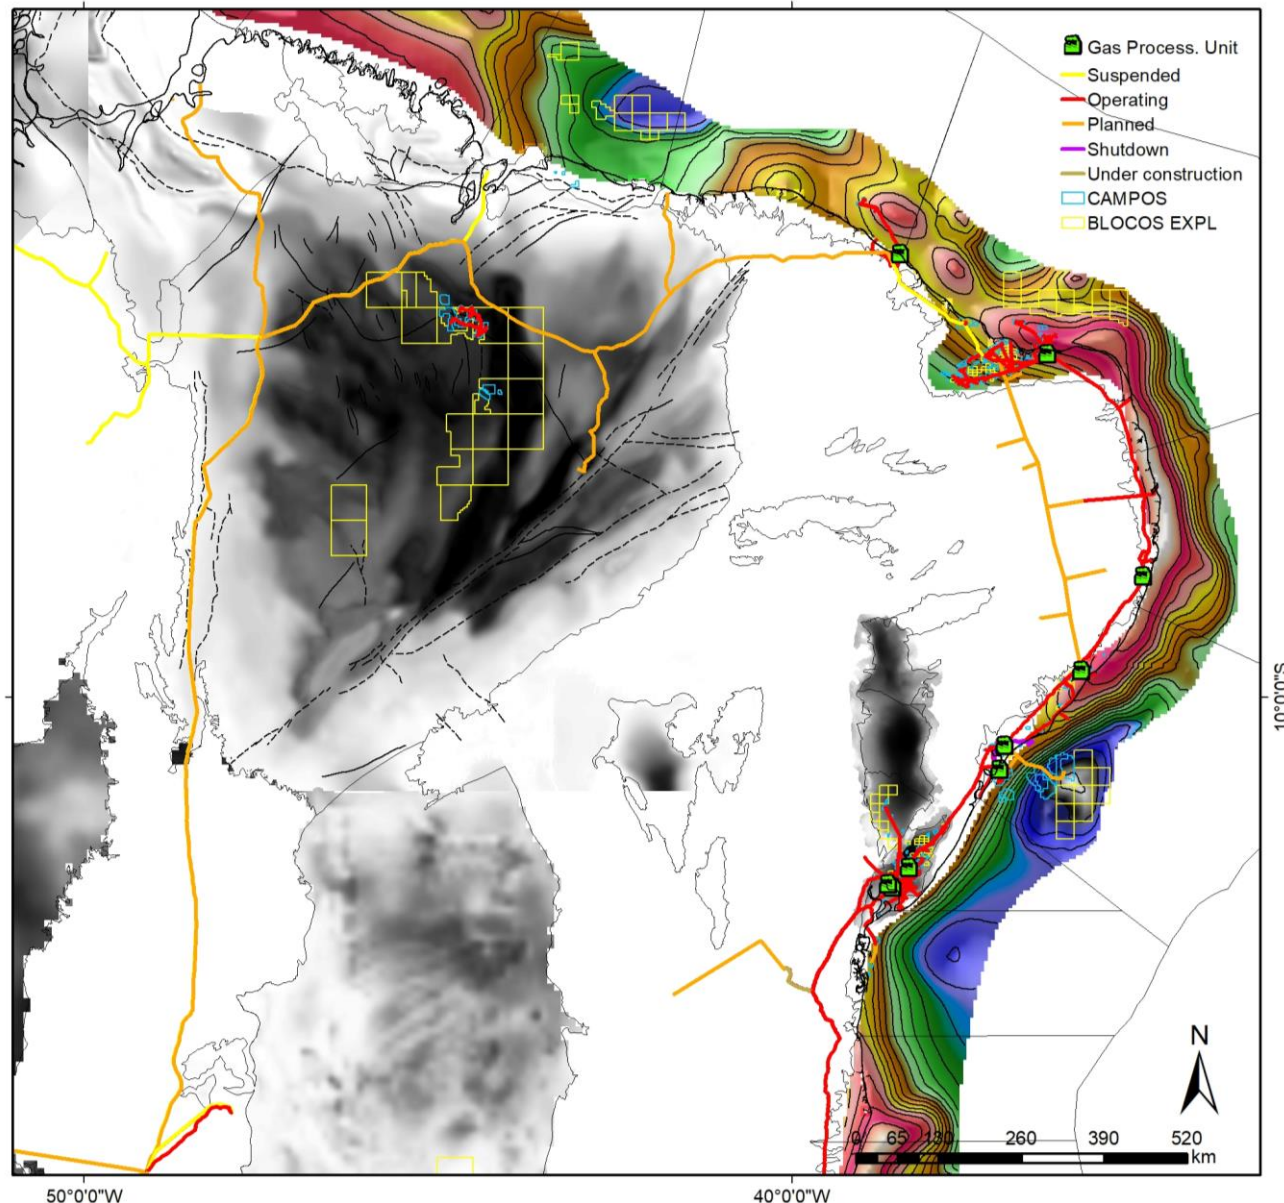 Gas Process. Unit
Suspended
Operating
Planned
Shutdown
Under construction
CAMPOS
BLOCOS EXPL
10°0'0"S
N
0 65 130 260 390 520
km
50°0'0"W
40°0'0"W